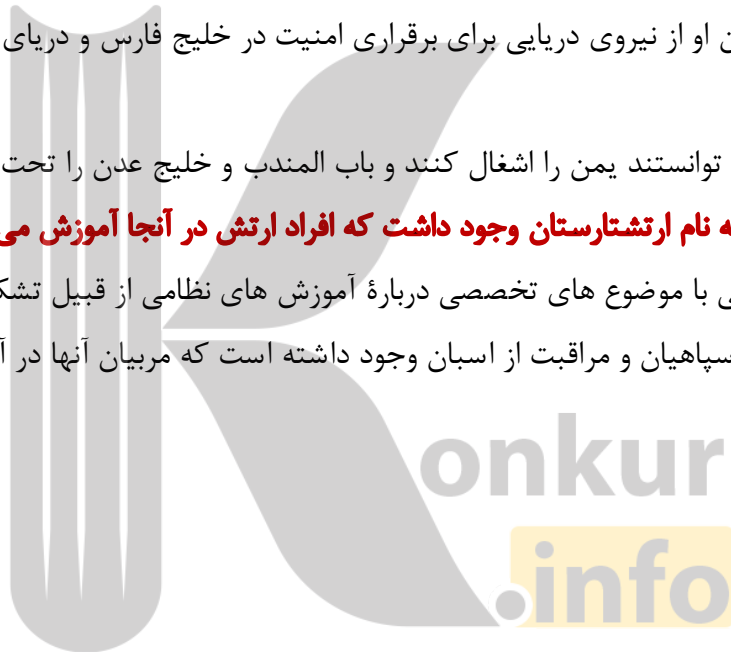 او از نیروی دریایی برای برقراری امنیت در خلیج فارس و دریای
توانستند یمن را اشغال کنند و باب المندب و خلیج عدن را تحت
ه نام ارتشتارستان وجود داشت که افراد ارتش در آنجا آموزش می
ی با موضوع های تخصصی دربارۀ آموزش های نظامی از قبیل تشک
سپاهیان و مراقبت از اسبان وجود داشته است که مربیان آنها در آ
onkur
.info